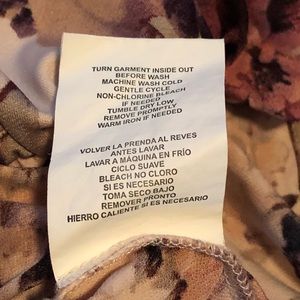 TURN GARMENT INSIDE OUT
BEFORE WASH
MACHINE WASH COLD
GENTLE CYCLE
NON-CHLORINE BLEACH
IF NEEDED
TUMBLE DRY LOW
REMOVE PROMPTLY
WARM IRON IF NEEDED
VOLVER LA PRENDA AL REVES
ANTES LAVAR
LAVAR A MÁQUINA EN FRÍO
CICLO SUAVE
BLEACH NO CLORO
SI ES NECESARIO
TOMA SECO BAJO
REMOVER PRONTO
HIERRO CALIENTE SI ES NECESARIO